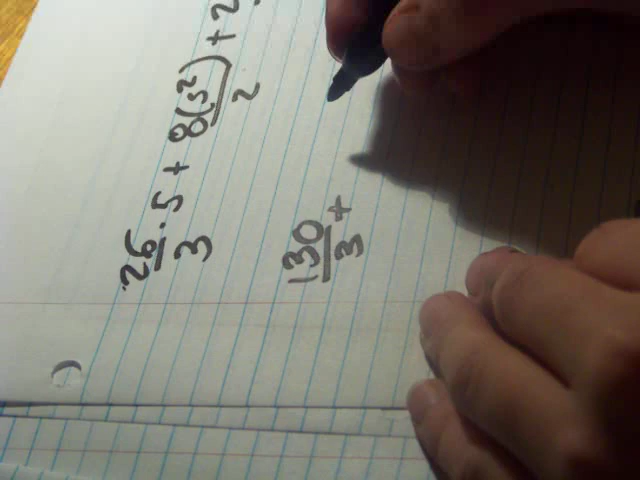 26/3 · 5 + 8(5²)/2 + 2
130/3 +